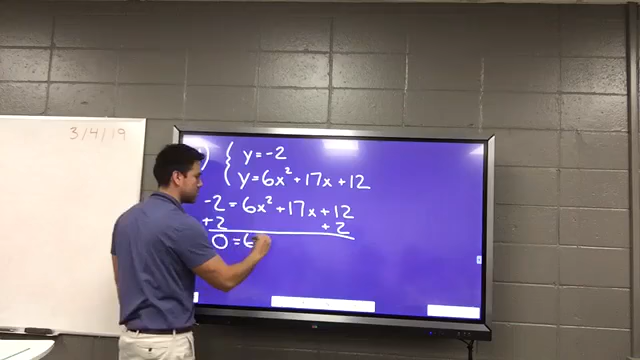 3/4/19
) { y = -2
y = 6x² + 17x + 12
-2 = 6x² + 17x + 12
+2 +2
0 = 6